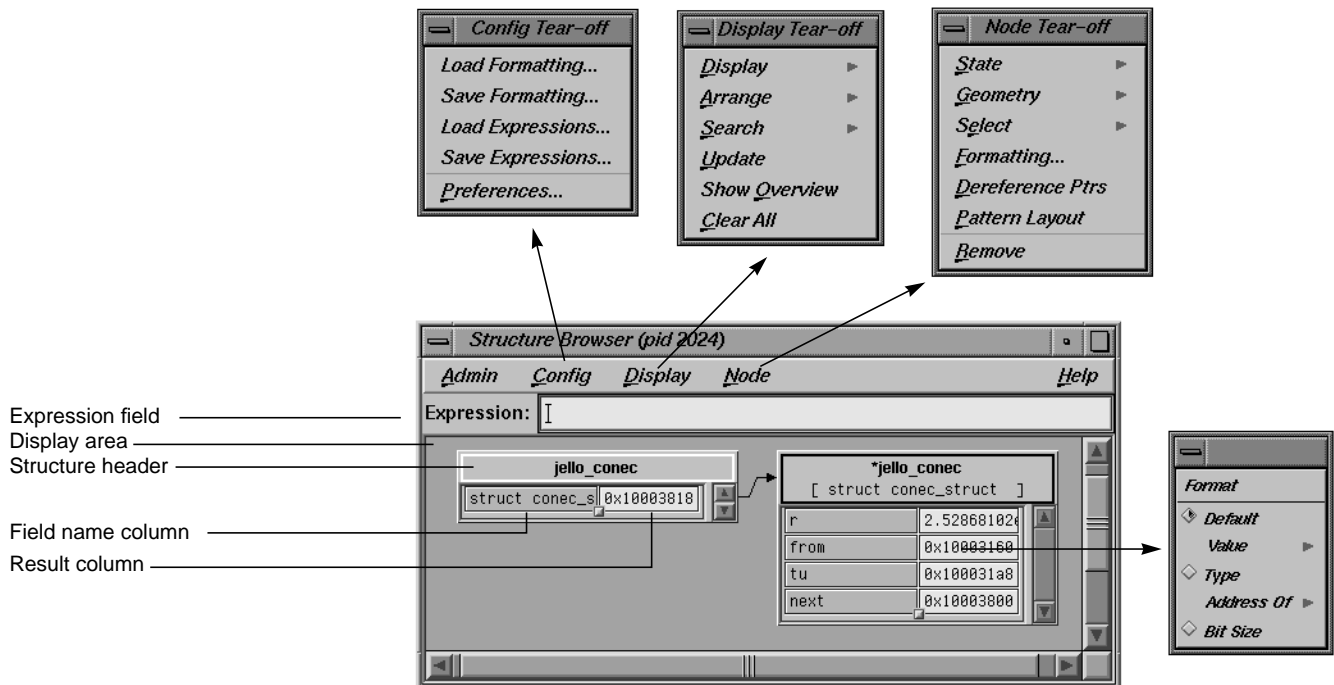 Config Tear-off
Load Formatting...
Save Formatting...
Load Expressions...
Save Expressions...
Preferences...
Display Tear-off
Display
Arrange
Search
Update
Show Overview
Clear All
Node Tear-off
State
Geometry
Select
Formatting...
Dereference Ptrs
Pattern Layout
Remove
Structure Browser (pid 2024)
Admin Config Display Node Help
Expression:
Expression field
Display area
Structure header
Field name column
Result column
jello_conec
struct conec_s 0x10003818
*jello_conec
[ struct conec_struct ]
r 2.52868102e
from 0x10003160
tu 0x100031a8
next 0x10003800
Format
Default
Value
Type
Address Of
Bit Size